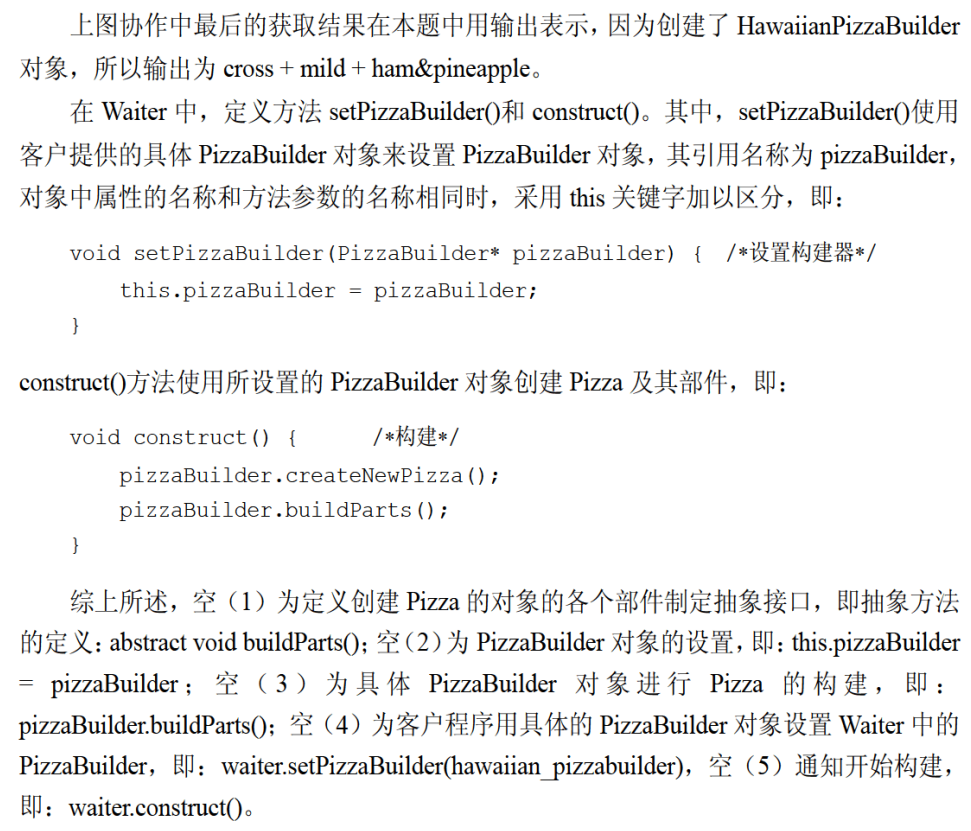 上图协作中最后的获取结果在本题中用输出表示，因为创建了 HawaiianPizzaBuilder
对象，所以输出为 cross + mild + ham&pineapple。
在 Waiter 中，定义方法 setPizzaBuilder()和 construct()。其中，setPizzaBuilder()使用
客户提供的具体 PizzaBuilder 对象来设置 PizzaBuilder 对象，其引用名称为 pizzaBuilder，
对象中属性的名称和方法参数的名称相同时，采用 this 关键字加以区分，即：
void setPizzaBuilder(PizzaBuilder* pizzaBuilder) { /*设置构建器*/
this.pizzaBuilder = pizzaBuilder;
}
construct()方法使用所设置的 PizzaBuilder 对象创建 Pizza 及其部件，即：
void construct() { /*构建*/
pizzaBuilder.createNewPizza();
pizzaBuilder.buildParts();
}
综上所述，空（1）为定义创建 Pizza 的对象的各个部件制定抽象接口，即抽象方法
的定义：abstract void buildParts()；空（2）为 PizzaBuilder 对象的设置，即：this.pizzaBuilder
= pizzaBuilder；空（3）为具体 PizzaBuilder 对象进行 Pizza 的构建，即：
pizzaBuilder.buildParts()；空（4）为客户程序用具体的 PizzaBuilder 对象设置 Waiter 中的
PizzaBuilder，即：waiter.setPizzaBuilder(hawaiian_pizzabuilder)，空（5）通知开始构建，
即：waiter.construct()。